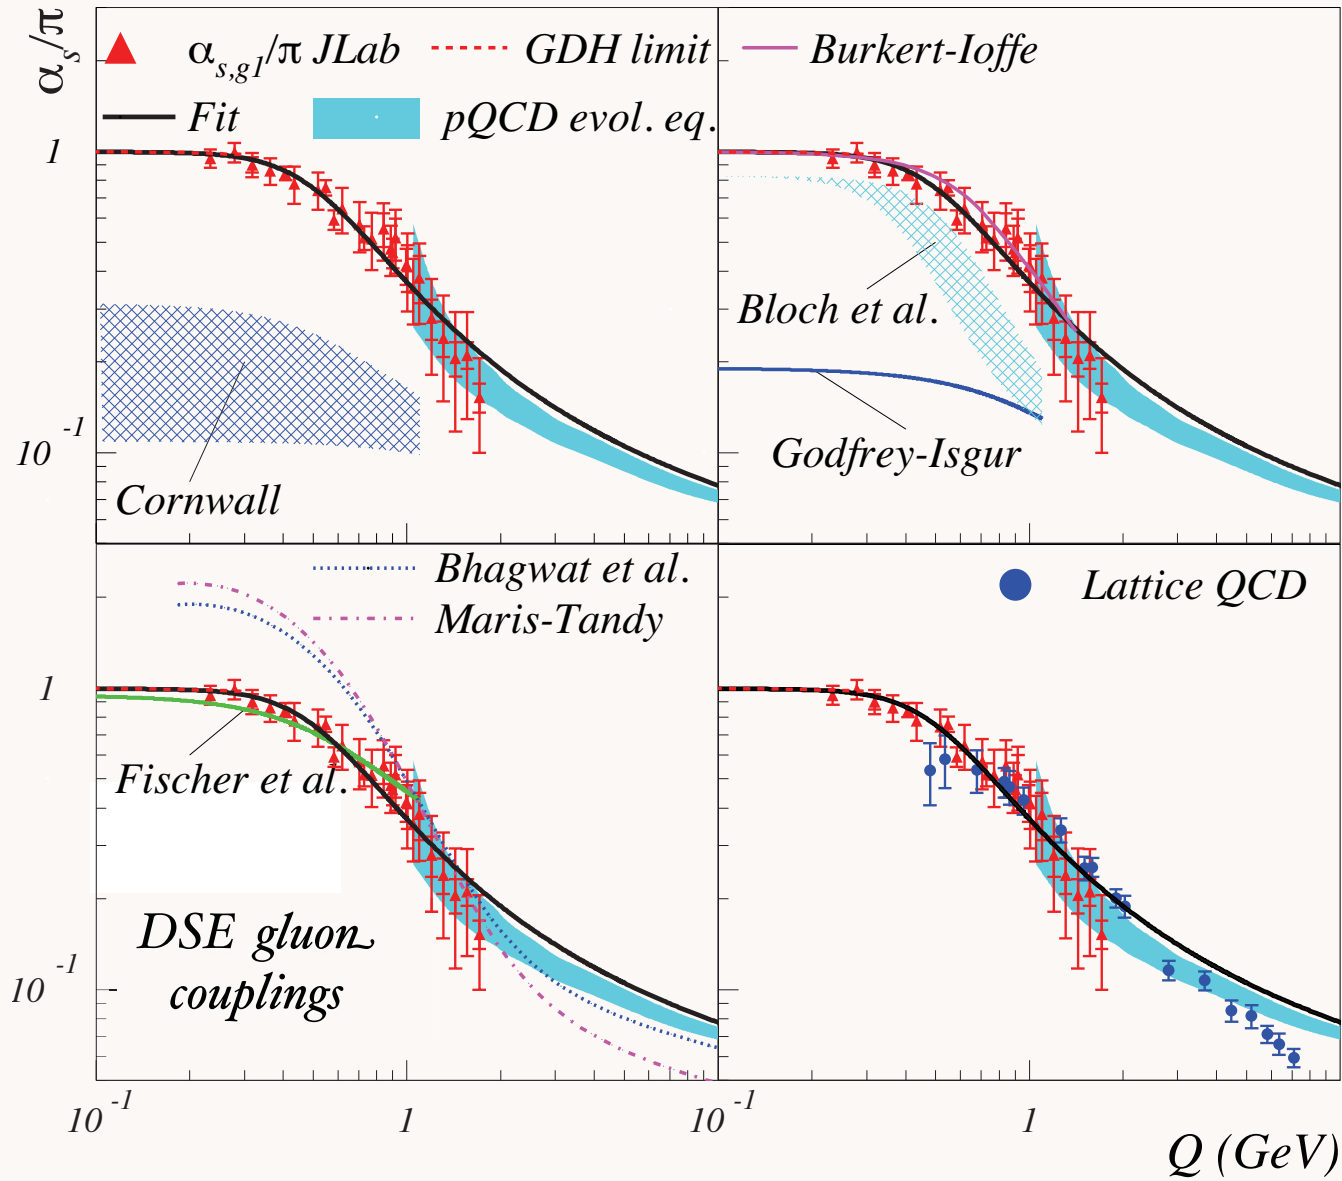 α_s/π
α_{s,g1}/π JLab
GDH limit
Burkert-Ioffe
Fit
pQCD evol. eq.
1
10^-1
Cornwall
Bloch et al.
Godfrey-Isgur
Bhagwat et al.
Maris-Tandy
Lattice QCD
1
Fischer et al.
DSE gluon
couplings
10^-1
10^-1
1
10^-1
1
Q (GeV)